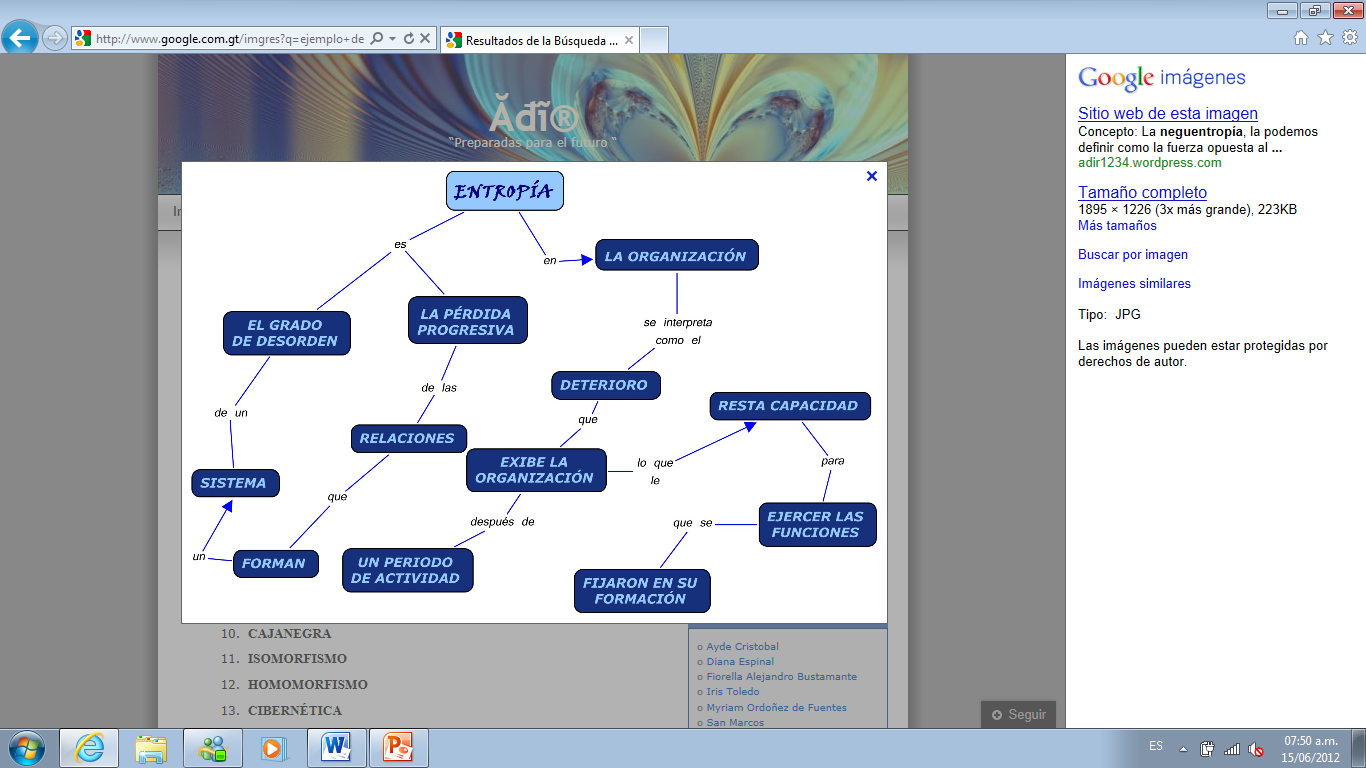 http://www.google.com.gt/imgres?q=ejemplo+de
Resultados de la Búsqueda ...
Ăđĩ®
“Preparadas para el futuro “
ENTROPÍA
es
en
LA ORGANIZACIÓN
EL GRADO
DE DESORDEN
LA PÉRDIDA
PROGRESIVA
se interpreta
como el
de un
de las
DETERIORO
que
RESTA CAPACIDAD
RELACIONES
EXIBE LA
ORGANIZACIÓN
lo que
le
para
SISTEMA
que
después de
que se
EJERCER LAS
FUNCIONES
un
FORMAN
UN PERIODO
DE ACTIVIDAD
FIJARON EN SU
FORMACIÓN
10. CAJANEGRA
11. ISOMORFISMO
12. HOMOMORFISMO
13. CIBERNÉTICA
o Ayde Cristobal
o Diana Espinal
o Fiorella Alejandro Bustamante
o Iris Toledo
o Myriam Ordoñez de Fuentes
o San Marcos
Seguir
Google imágenes
Sitio web de esta imagen
Concepto: La neguentropía, la podemos
definir como la fuerza opuesta al ...
adir1234.wordpress.com
Tamaño completo
1895 × 1226 (3x más grande), 223KB
Más tamaños
Buscar por imagen
Imágenes similares
Tipo: JPG
Las imágenes pueden estar protegidas por
derechos de autor.
ES
07:50 a.m.
15/06/2012